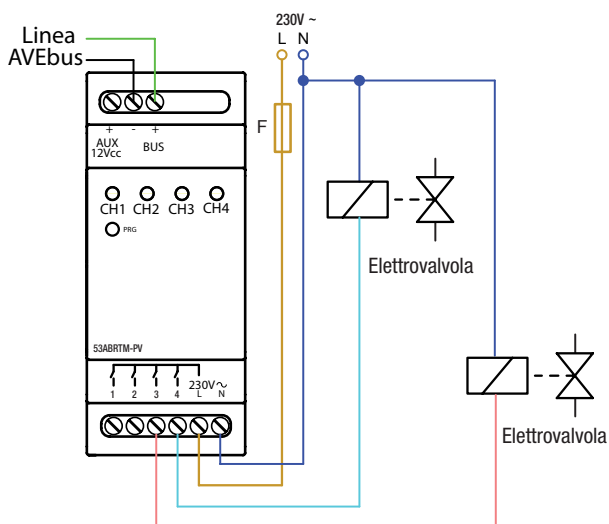 Linea
AVEbus
230V ~
L N
F
+ - +
AUX
12Vcc
BUS
CH1 CH2 CH3 CH4
PRG
Elettrovalvola
53ABRTM-PV
230V ~
1 2 3 4 L N
Elettrovalvola